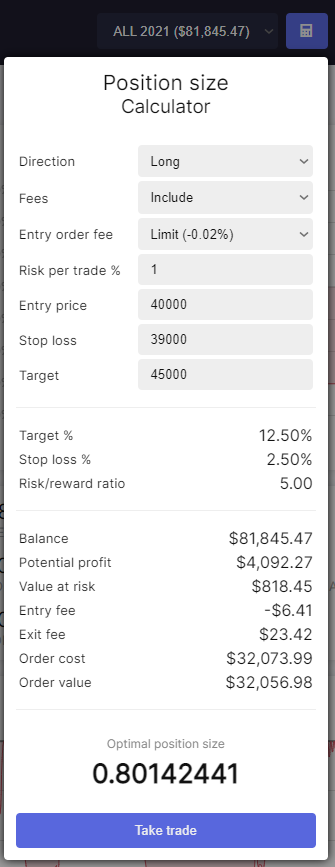 ALL 2021 ($81,845.47)
Position size
Calculator
Direction Long
Fees Include
Entry order fee Limit (-0.02%)
Risk per trade % 1
Entry price 40000
Stop loss 39000
Target 45000
Target % 12.50%
Stop loss % 2.50%
Risk/reward ratio 5.00
Balance $81,845.47
Potential profit $4,092.27
Value at risk $818.45
Entry fee -$6.41
Exit fee $23.42
Order cost $32,073.99
Order value $32,056.98
Optimal position size
0.80142441
Take trade